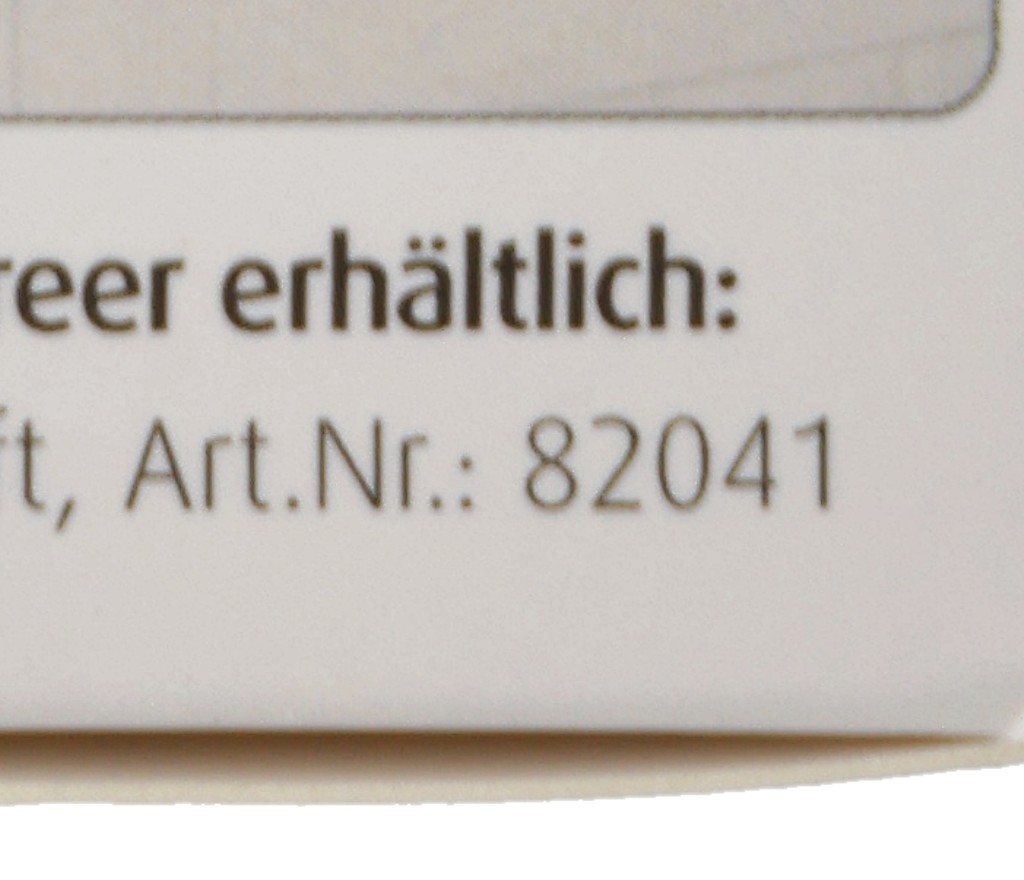 reer erhältlich:
ft, Art.Nr.: 82041